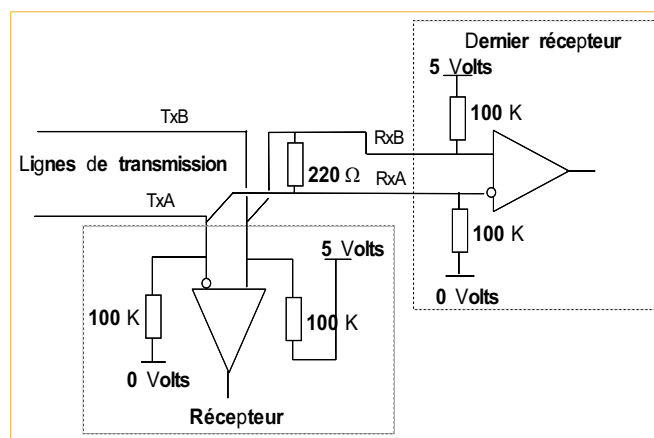 Dernier récepteur
5 Volts
100 K
TxB
RxB
Lignes de transmission
220 Ω
RxA
TxA
100 K
5 Volts
0 Volts
100 K
100 K
0 Volts
Récepteur